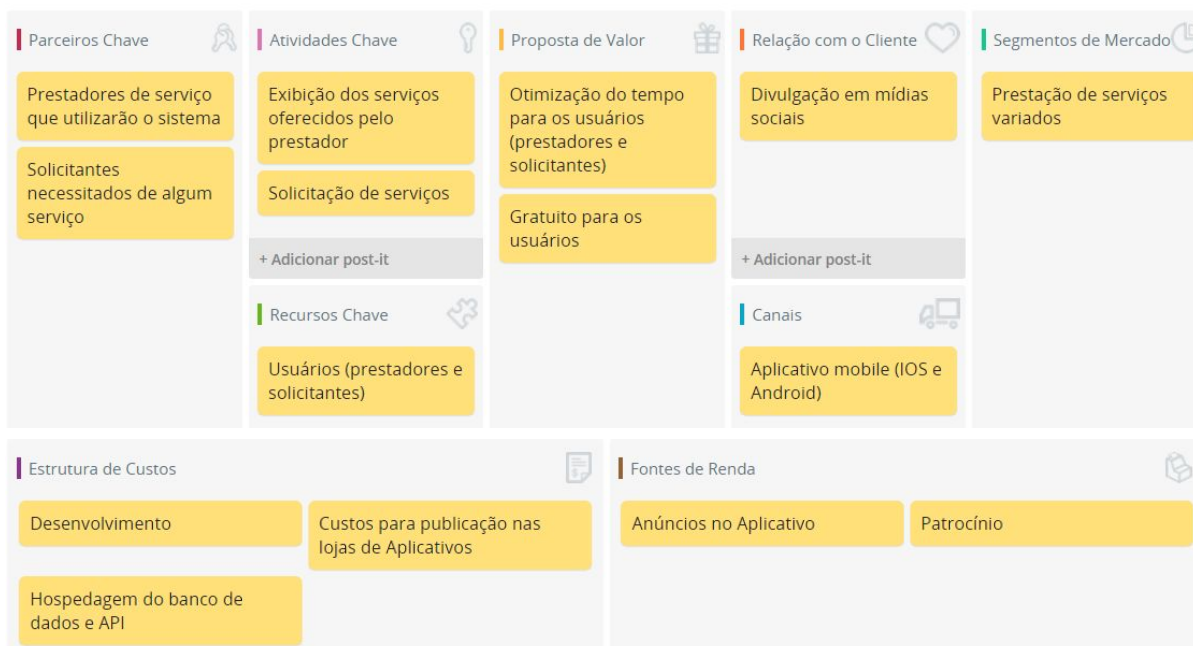 Parceiros Chave
Prestadores de serviço
que utilizarão o sistema
Solicitantes
necessitados de algum
serviço
Atividades Chave
Exibição dos serviços
oferecidos pelo
prestador
Solicitação de serviços
+ Adicionar post-it
Recursos Chave
Usuários (prestadores e
solicitantes)
Proposta de Valor
Otimização do tempo
para os usuários
(prestadores e
solicitantes)
Gratuito para os
usuários
Relação com o Cliente
Divulgação em mídias
sociais
+ Adicionar post-it
Canais
Aplicativo mobile (IOS e
Android)
Segmentos de Mercado
Prestação de serviços
variados
Estrutura de Custos
Desenvolvimento
Custos para publicação nas
lojas de Aplicativos
Hospedagem do banco de
dados e API
Fontes de Renda
Anúncios no Aplicativo
Patrocínio